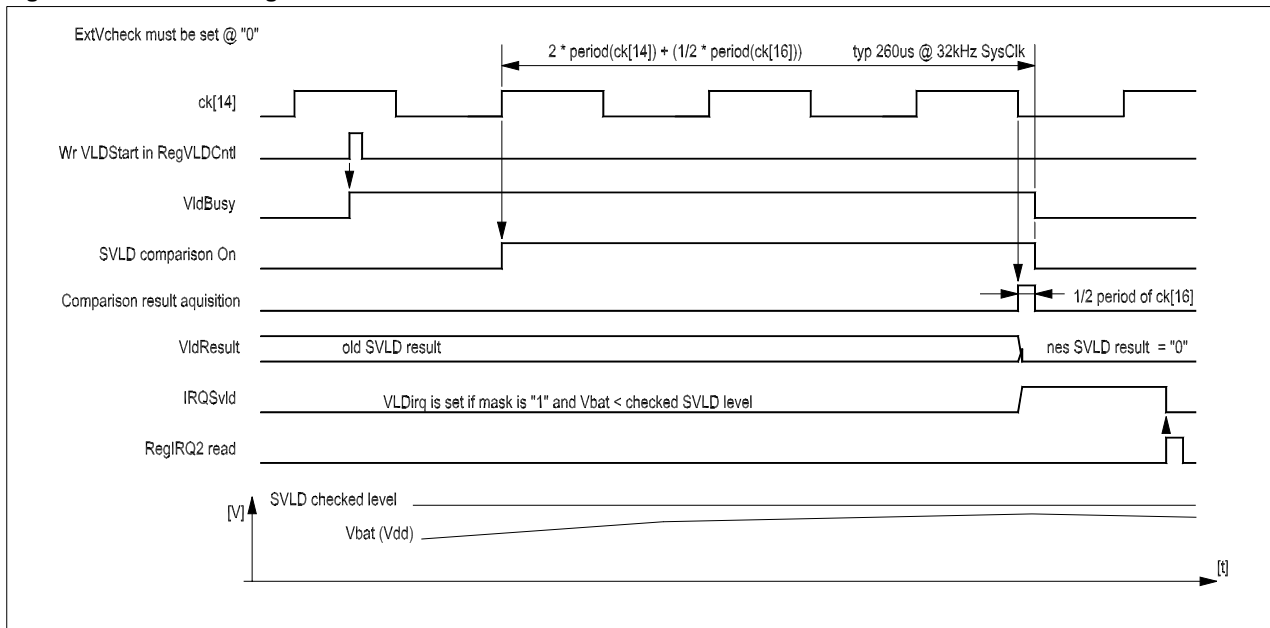 ExtVcheck must be set @ "0"
2 * period(ck[14]) + (1/2 * period(ck[16])) typ 260us @ 32kHz SysClk
ck[14]
Wr VLDStart in RegVLDCntl
VldBusy
SVLD comparison On
Comparison result aquisition
1/2 period of ck[16]
VldResult
old SVLD result
nes SVLD result = "0"
IRQSvld
VLDirq is set if mask is "1" and Vbat < checked SVLD level
RegIRQ2 read
SVLD checked level
[V]
Vbat (Vdd)
[t]